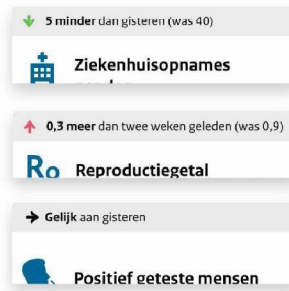 5 minder dan gisteren (was 40)
Ziekenhuisopnames
0,3 meer dan twee weken geleden (was 0,9)
Ro Reproductiegetal
Gelijk aan gisteren
Positief geteste mensen